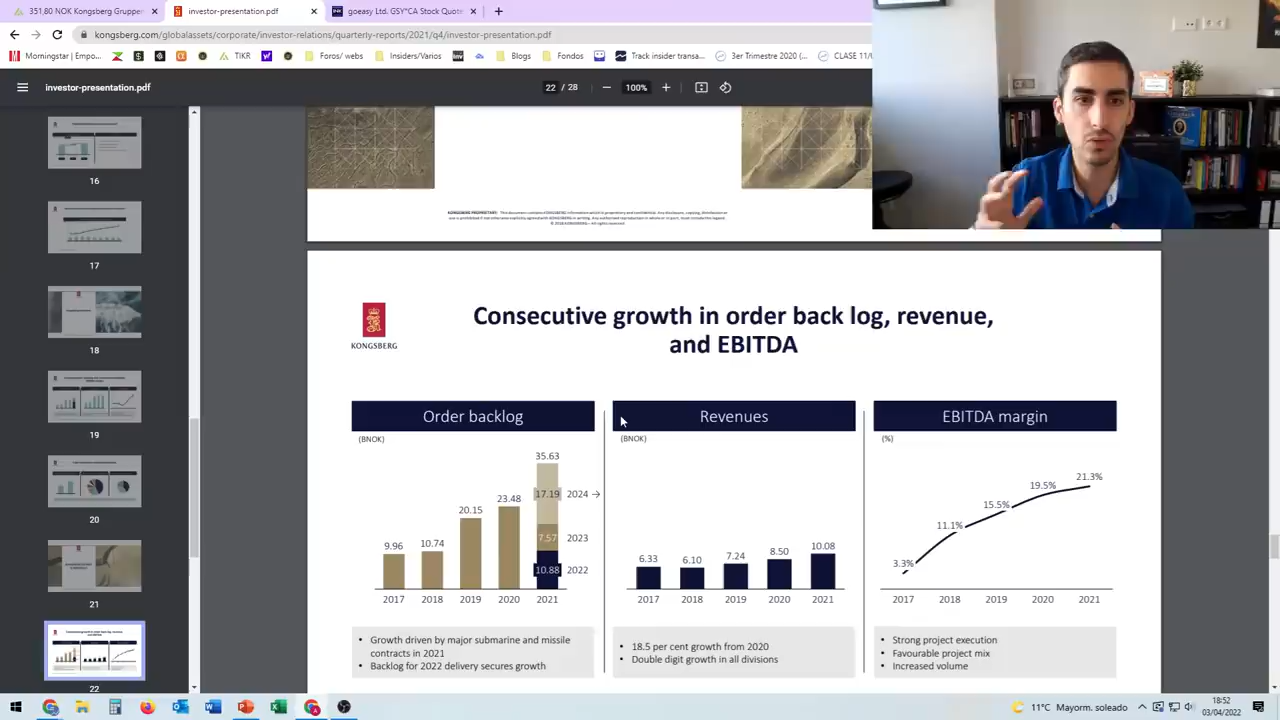 351,80 Kongsberg Gruppen
investor-presentation.pdf
goeasy Ltd. GSY*CA Stock Quote
kongsberg.com/globalassets/corporate/investor-relations/quarterly-reports/2021/q4/investor-presentation.pdf
Morningstar | Empo...
TIKR
Foros/ webs
Insiders/Varios
Inv
Blogs
Fondos
Track insider transa...
3er Trimestre 2020 (...
CLASE 11/
investor-presentation.pdf
22 / 28
100%
16
17
18
19
20
21
22
KONGSBERG
Consecutive growth in order back log, revenue,
and EBITDA
Order backlog
(BNOK)
35.63
17.19 2024 →
23.48
20.15
7.57 2023
9.96 10.74
10.88 2022
2017 2018 2019 2020 2021
• Growth driven by major submarine and missile
contracts in 2021
• Backlog for 2022 delivery secures growth
Revenues
(BNOK)
6.33 6.10 7.24 8.50 10.08
2017 2018 2019 2020 2021
• 18.5 per cent growth from 2020
• Double digit growth in all divisions
EBITDA margin
(%)
3.3% 11.1% 15.5% 19.5% 21.3%
2017 2018 2019 2020 2021
• Strong project execution
• Favourable project mix
• Increased volume
11°C Mayorm. soleado
18:52
03/04/2022